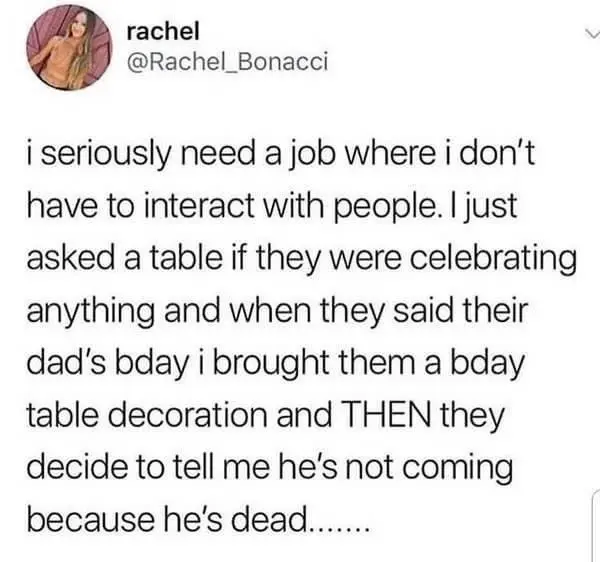 rachel
@Rachel_Bonacci
i seriously need a job where i don't
have to interact with people. I just
asked a table if they were celebrating
anything and when they said their
dad's bday i brought them a bday
table decoration and THEN they
decide to tell me he's not coming
because he's dead.......